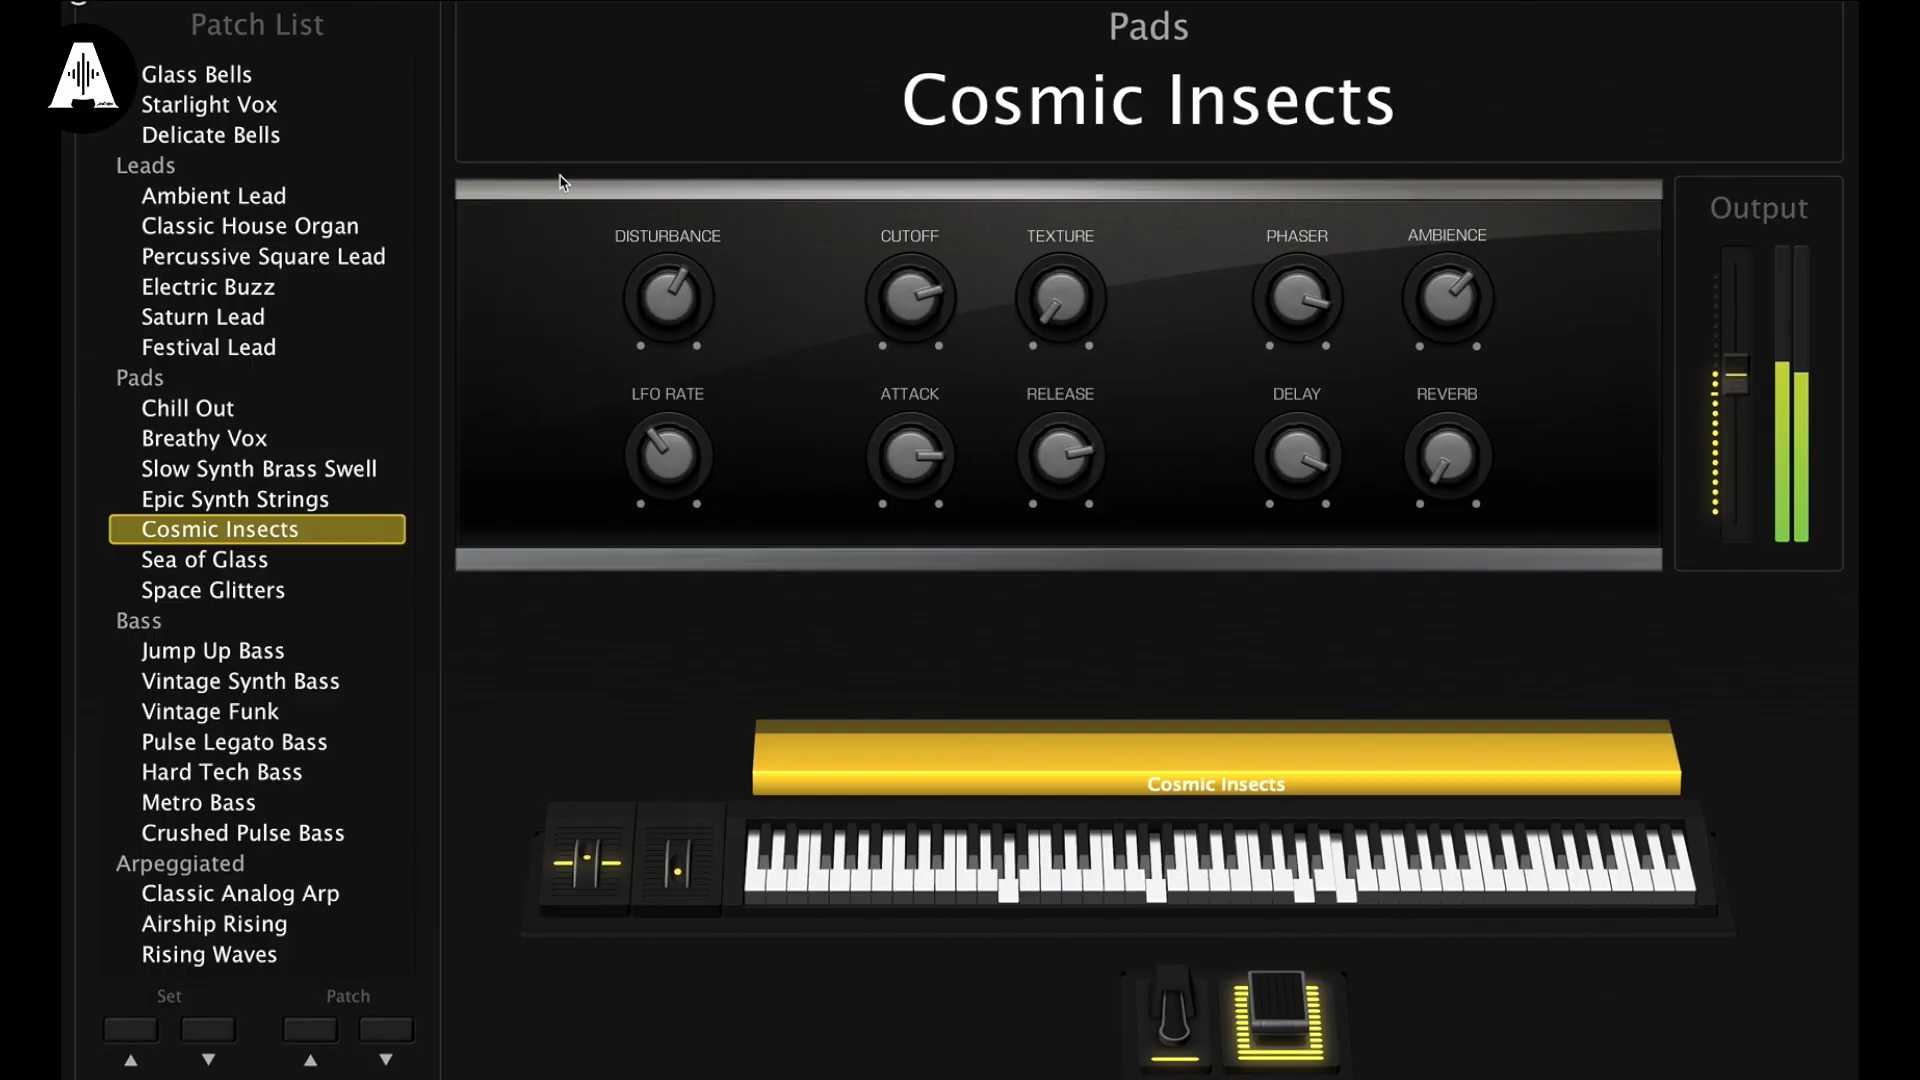 Patch List
Glass Bells
Starlight Vox
Delicate Bells
Leads
Ambient Lead
Classic House Organ
Percussive Square Lead
Electric Buzz
Saturn Lead
Festival Lead
Pads
Chill Out
Breathy Vox
Slow Synth Brass Swell
Epic Synth Strings
Cosmic Insects
Sea of Glass
Space Glitters
Bass
Jump Up Bass
Vintage Synth Bass
Vintage Funk
Pulse Legato Bass
Hard Tech Bass
Metro Bass
Crushed Pulse Bass
Arpeggiated
Classic Analog Arp
Airship Rising
Rising Waves
Set Patch
Pads
Cosmic Insects
DISTURBANCE CUTOFF TEXTURE PHASER AMBIENCE
LFO RATE ATTACK RELEASE DELAY REVERB
Output
Cosmic Insects